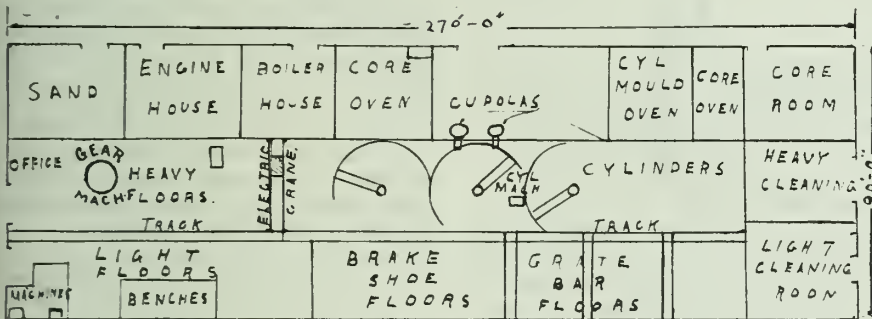 270'-0"
SAND
ENGINE
HOUSE
BOILER
HOUSE
CORE
OVEN
CUPOLAS
CYL
MOULD
OVEN
CORE
OVEN
CORE
ROOM
OFFICE
GEAR
MACH.
HEAVY
FLOORS.
TRACK
ELECTRIC
CRANE.
CYL
MACH
CYLINDERS
TRACK
HEAVY
CLEANING
LIGHT
FLOORS
MACHINES
BENCHES
BRAKE
SHOE
FLOORS
GRATE
BAR
FLOORS
LIGHT
CLEANING
ROOM